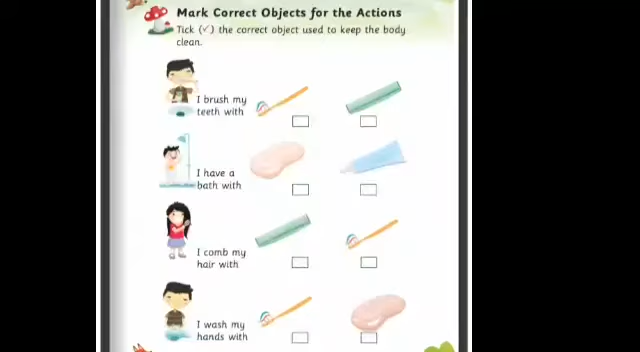 Mark Correct Objects for the Actions
Tick (✓) the correct object used to keep the body
clean.
I brush my
teeth with
I have a
bath with
I comb my
hair with
I wash my
hands with